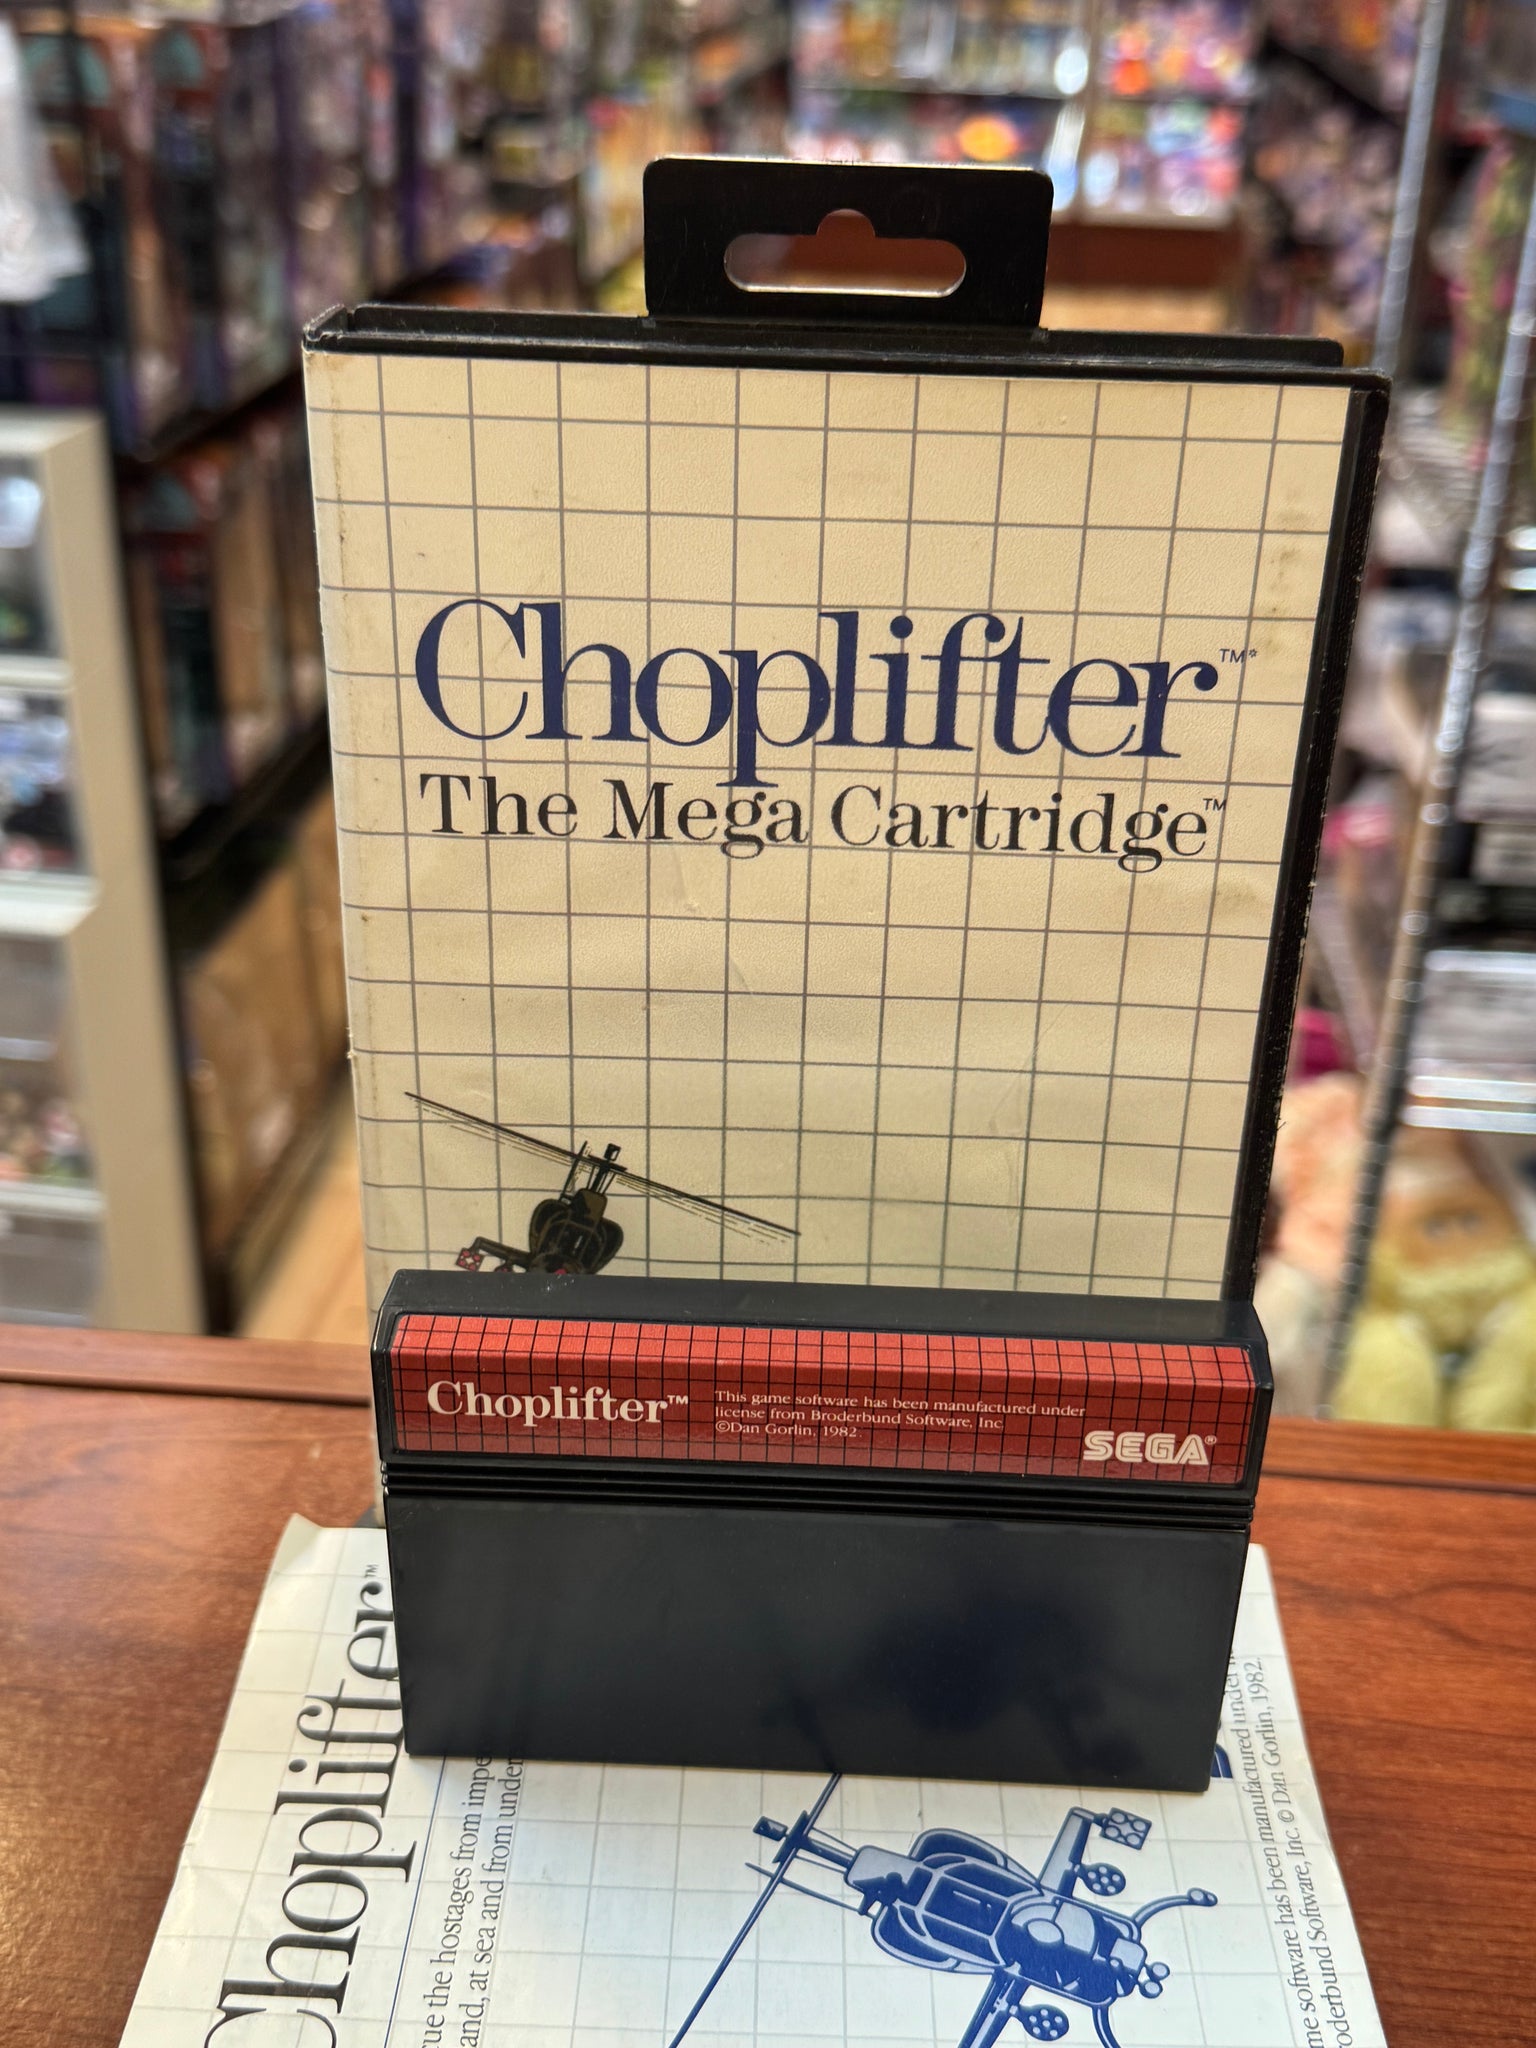 Choplifter™*
The Mega Cartridge™
Choplifter™
This game software has been manufactured under
license from Broderbund Software, Inc.
©Dan Gorlin, 1982.
SEGA®
Choplifter™
the hostages from
and, at sea and from under
software has been manufactured under
Software, Inc. © Dan Gorlin, 1982.